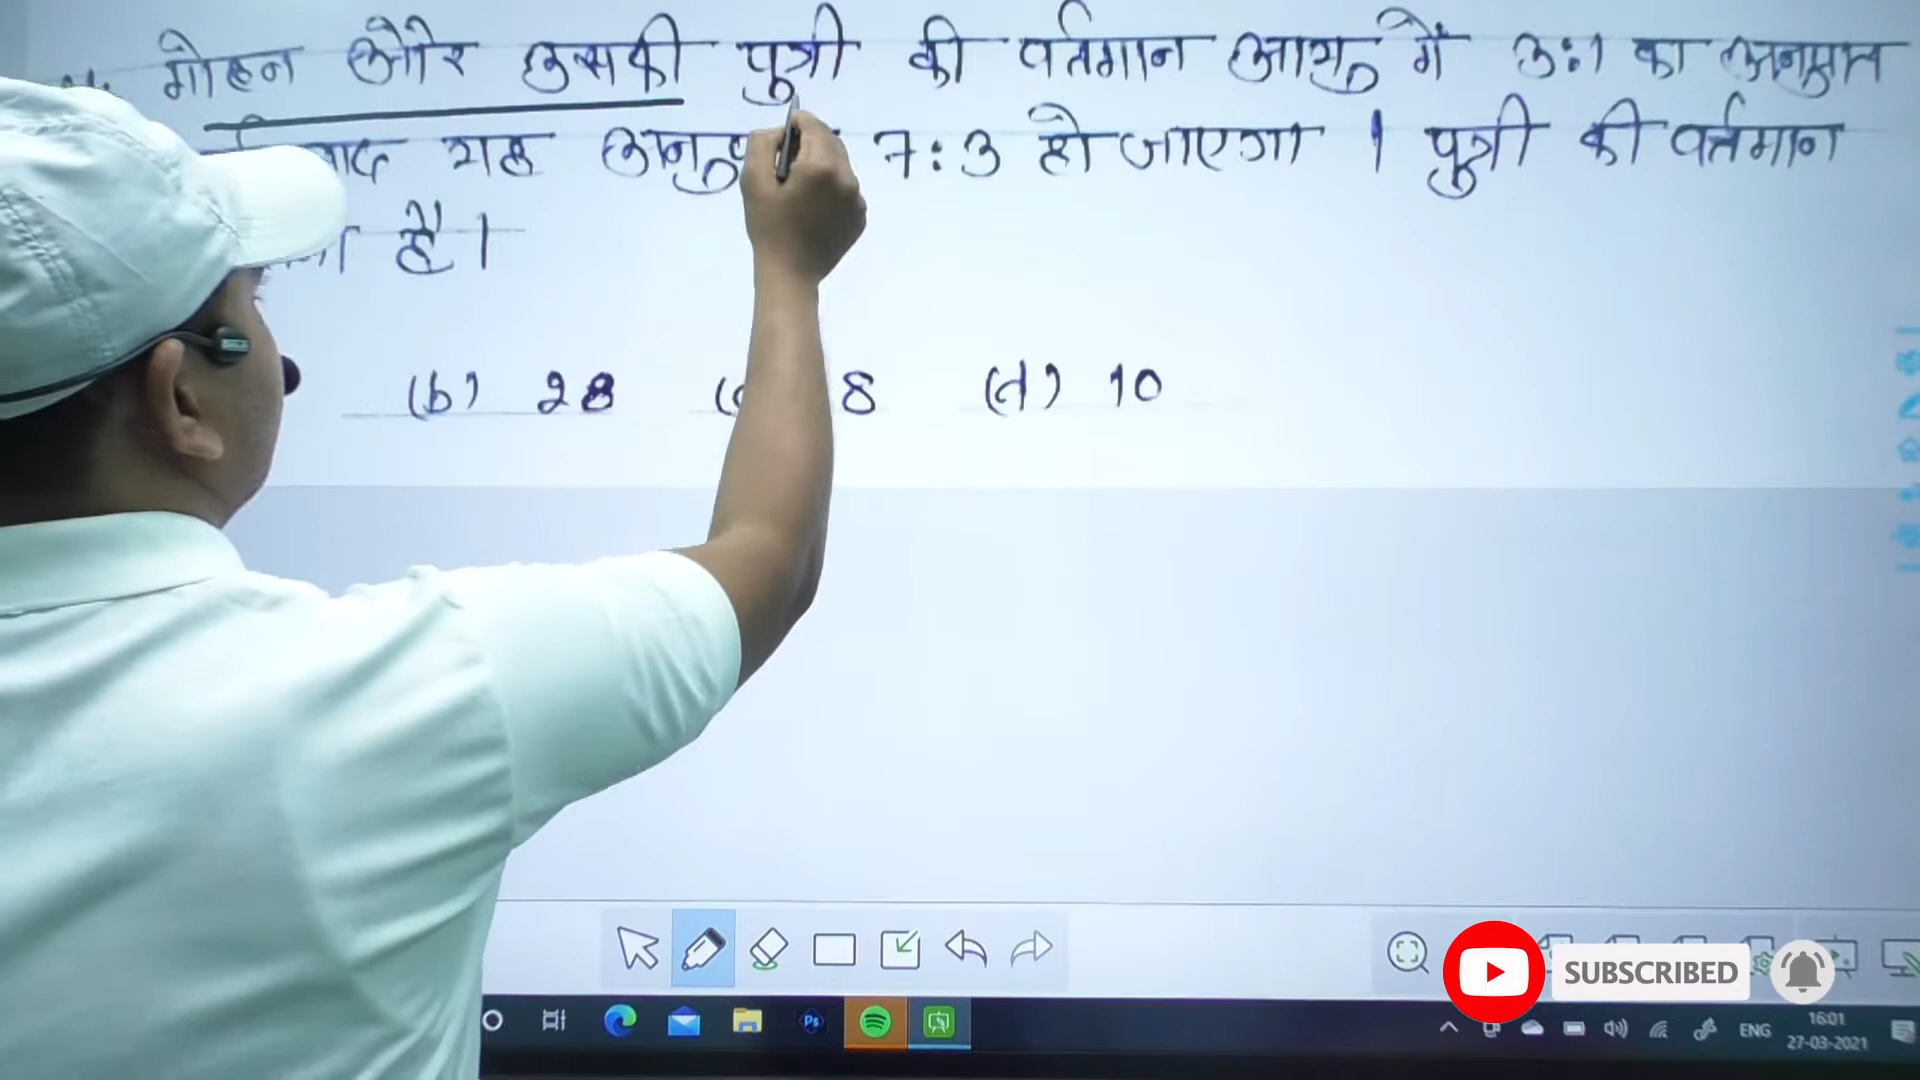 मोहन और उसकी पुत्री की वर्तमान आयु में 3:1 का अनुपात
बाद यह 7:3 हो जाएगा । पुत्री की वर्तमान
है ।
(b) 28 8 (d) 10
SUBSCRIBED
Ps
ENG
16:01
27-03-2021